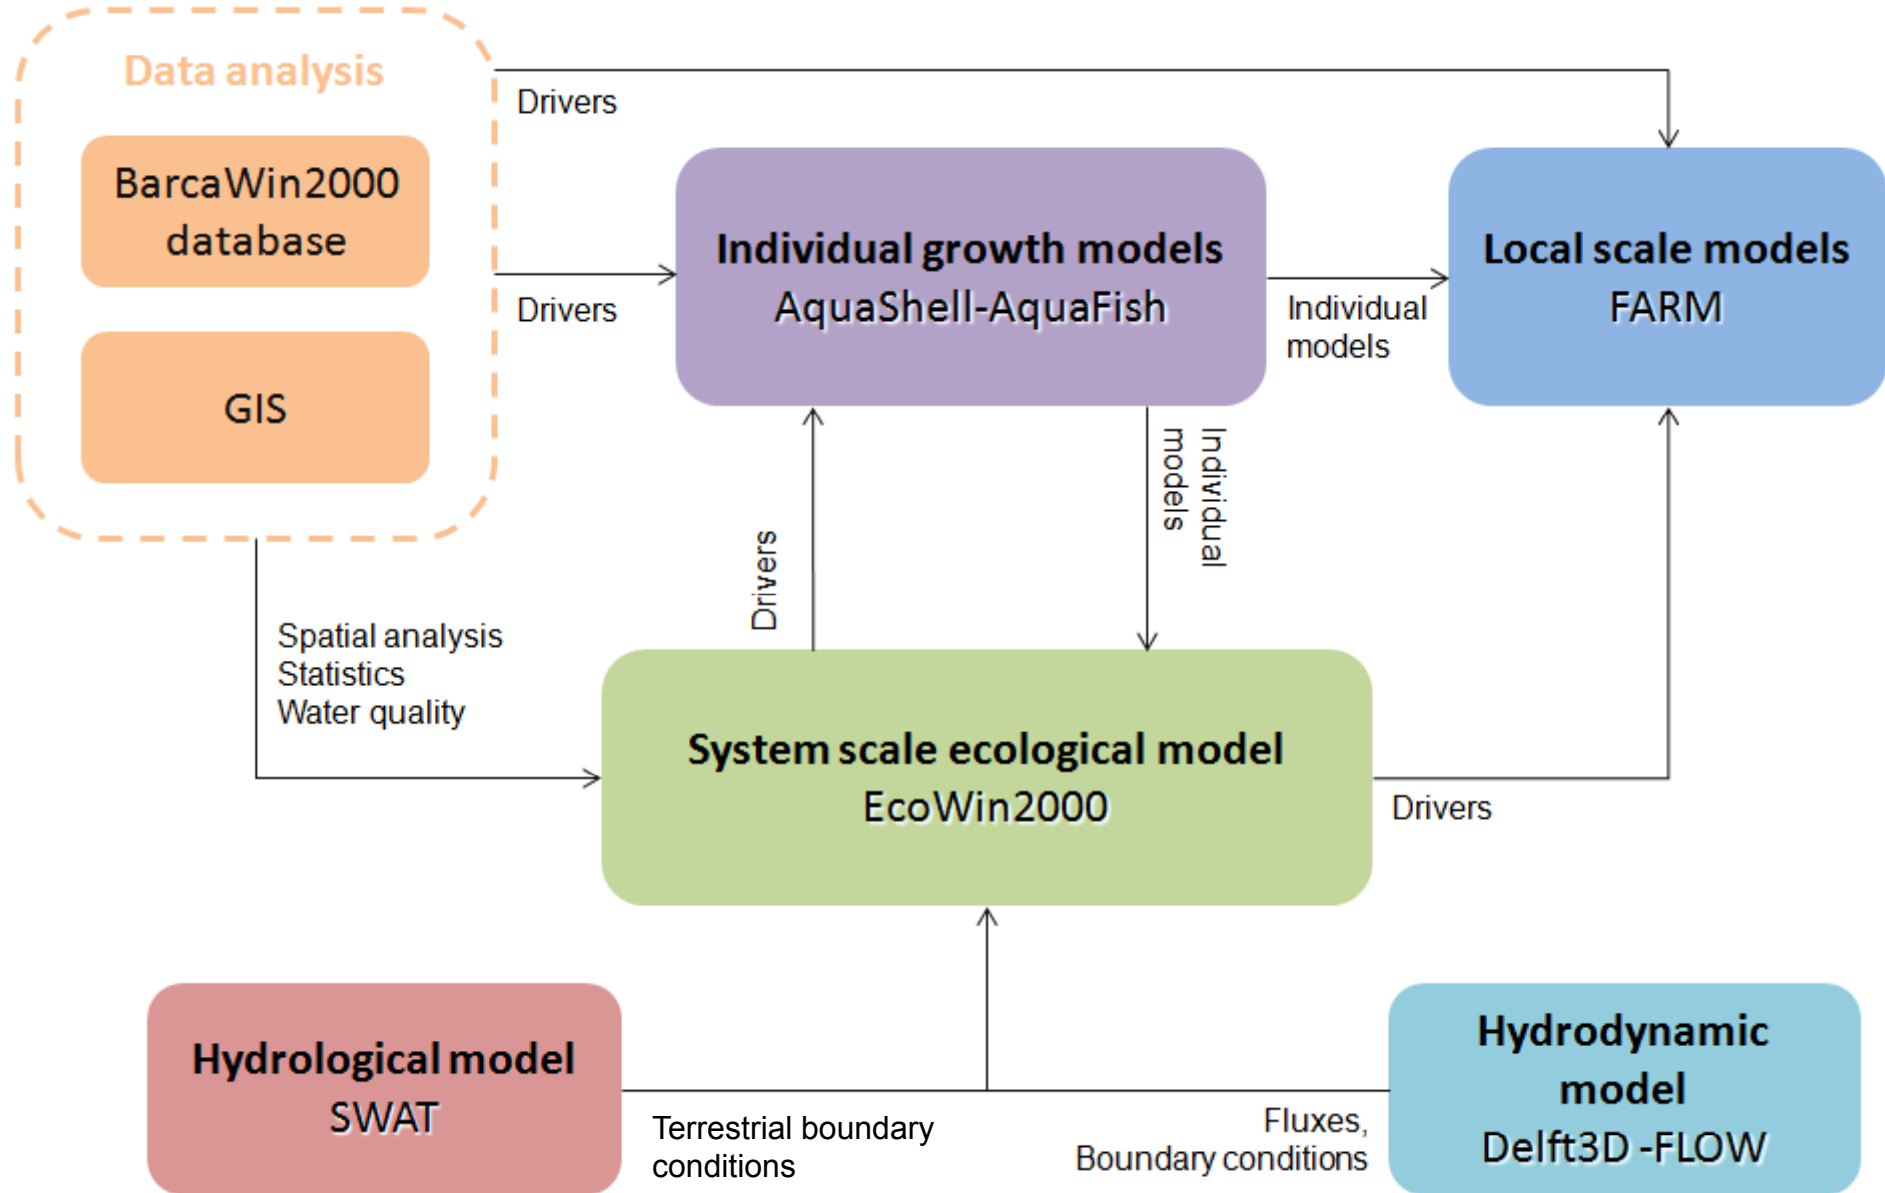 Data analysis
BarcaWin2000
database
GIS
Drivers
Drivers
Individual growth models
AquaShell-AquaFish
Individual
models
Local scale models
FARM
Spatial analysis
Statistics
Water quality
Drivers
Individual
models
System scale ecological model
EcoWin2000
Drivers
Hydrological model
SWAT
Terrestrial boundary
conditions
Fluxes,
Boundary conditions
Hydrodynamic
model
Delft3D -FLOW